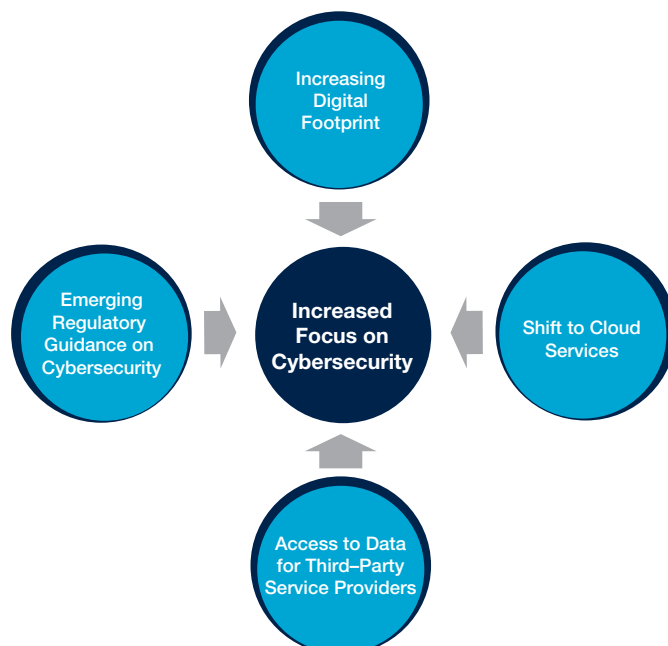 Increasing
Digital
Footprint
Emerging
Regulatory
Guidance on
Cybersecurity
Increased
Focus on
Cybersecurity
Shift to Cloud
Services
Access to Data
for Third–Party
Service Providers